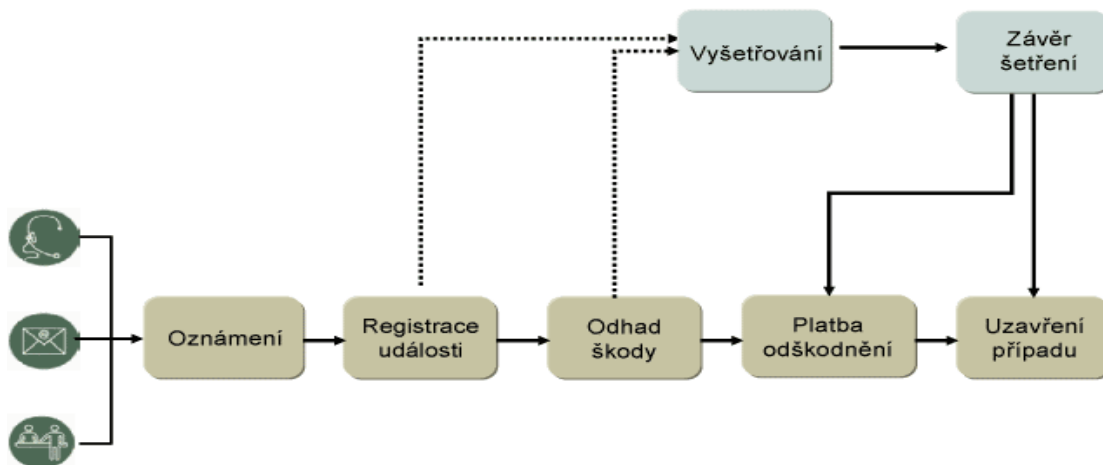 Vyšetřování
Závěr
šetření
Oznámení
Registrace
události
Odhad
škody
Platba
odškodnění
Uzavření
případu